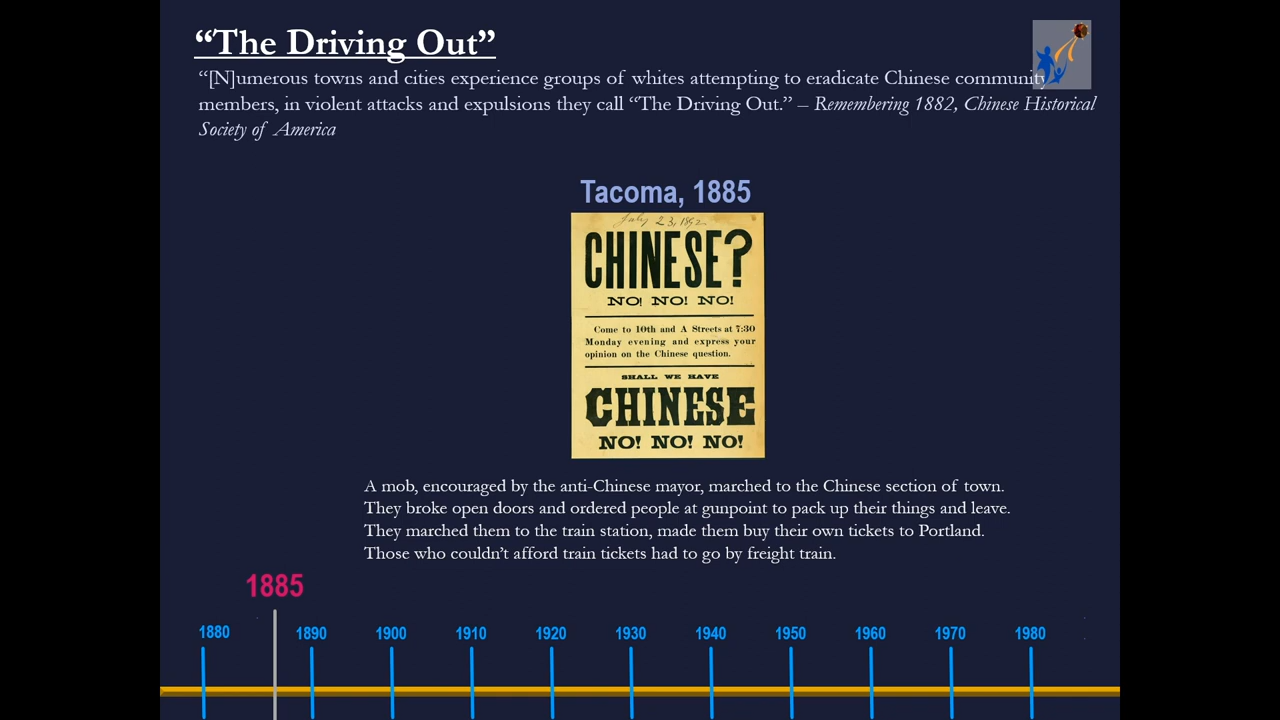 “The Driving Out”
“[N]umerous towns and cities experience groups of whites attempting to eradicate Chinese community
members, in violent attacks and expulsions they call “The Driving Out.” – Remembering 1882, Chinese Historical
Society of America
Tacoma, 1885
July 23, 1892
CHINESE?
NO! NO! NO!
Come to 10th and A Streets at 7:30
Monday evening and express your
opinion on the Chinese question.
SHALL WE HAVE
CHINESE
NO! NO! NO!
A mob, encouraged by the anti-Chinese mayor, marched to the Chinese section of town.
They broke open doors and ordered people at gunpoint to pack up their things and leave.
They marched them to the train station, made them buy their own tickets to Portland.
Those who couldn’t afford train tickets had to go by freight train.
1885
1880 1890 1900 1910 1920 1930 1940 1950 1960 1970 1980